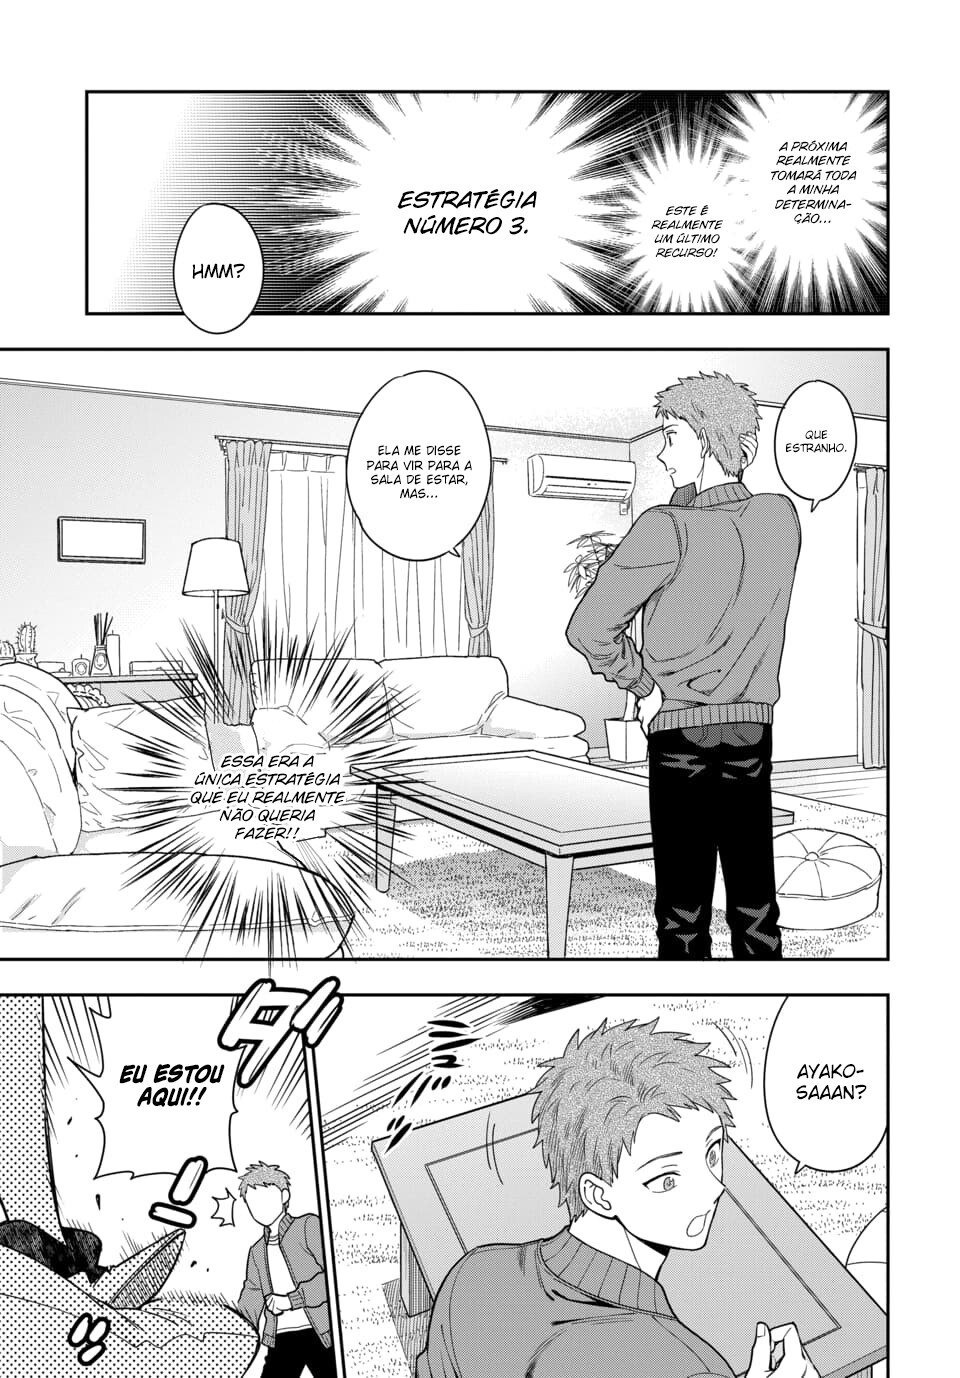 A PRÓXIMA
REALMENTE
TOMARÁ TODA
A MINHA
DETERMINA-
ÇÃO...
ESTE É
REALMENTE
UM ÚLTIMO
RECURSO!
ESTRATÉGIA
NÚMERO 3.
HMM?
QUE
ESTRANHO.
ELA ME DISSE
PARA VIR PARA A
SALA DE ESTAR,
MAS...
ESSA ERA A
ÚNICA ESTRATÉGIA
QUE EU REALMENTE
NÃO QUERIA
FAZER!!
AYAKO-
SAAAN?
ダッ
EU ESTOU
AQUI!!